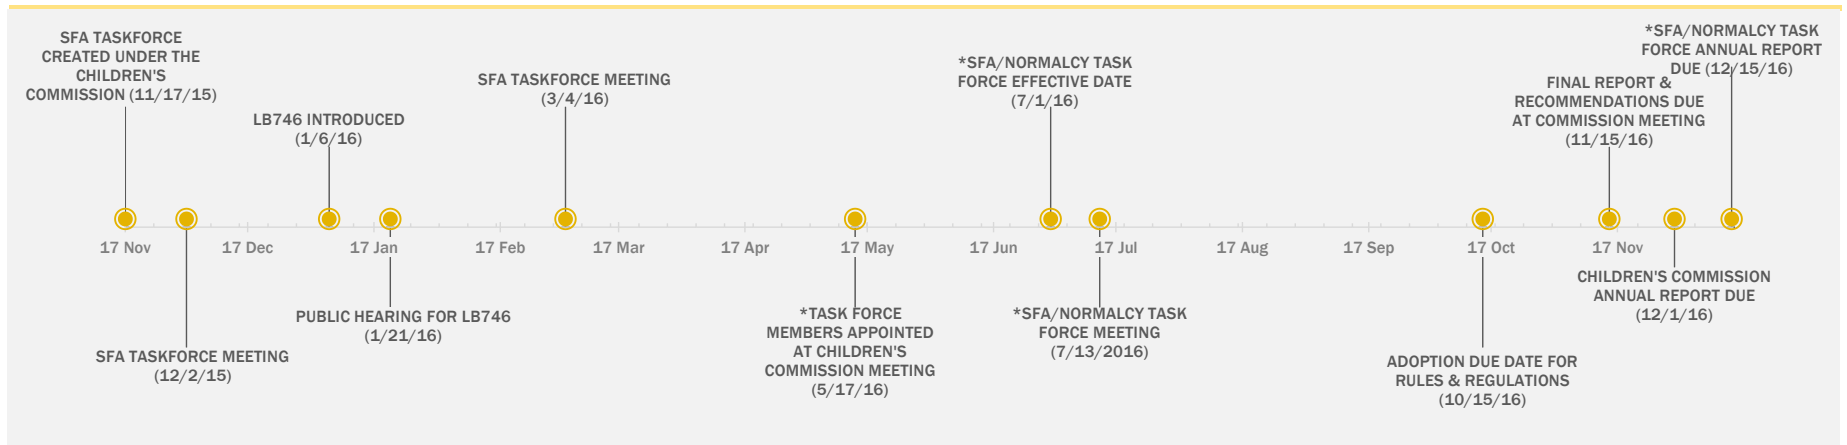 SFA TASKFORCE
CREATED UNDER THE
CHILDREN'S
COMMISSION (11/17/15)
LB746 INTRODUCED
(1/6/16)
SFA TASKFORCE MEETING
(3/4/16)
*SFA/NORMALCY TASK
FORCE EFFECTIVE DATE
(7/1/16)
FINAL REPORT &
RECOMMENDATIONS DUE
AT COMMISSION MEETING
(11/15/16)
*SFA/NORMALCY TASK
FORCE ANNUAL REPORT
DUE (12/15/16)
17 Nov
17 Dec
17 Jan
17 Feb
17 Mar
17 Apr
17 May
17 Jun
17 Jul
17 Aug
17 Sep
17 Oct
17 Nov
SFA TASKFORCE MEETING
(12/2/15)
PUBLIC HEARING FOR LB746
(1/21/16)
*TASK FORCE
MEMBERS APPOINTED
AT CHILDREN'S
COMMISSION MEETING
(5/17/16)
*SFA/NORMALCY TASK
FORCE MEETING
(7/13/2016)
ADOPTION DUE DATE FOR
RULES & REGULATIONS
(10/15/16)
CHILDREN'S COMMISSION
ANNUAL REPORT DUE
(12/1/16)